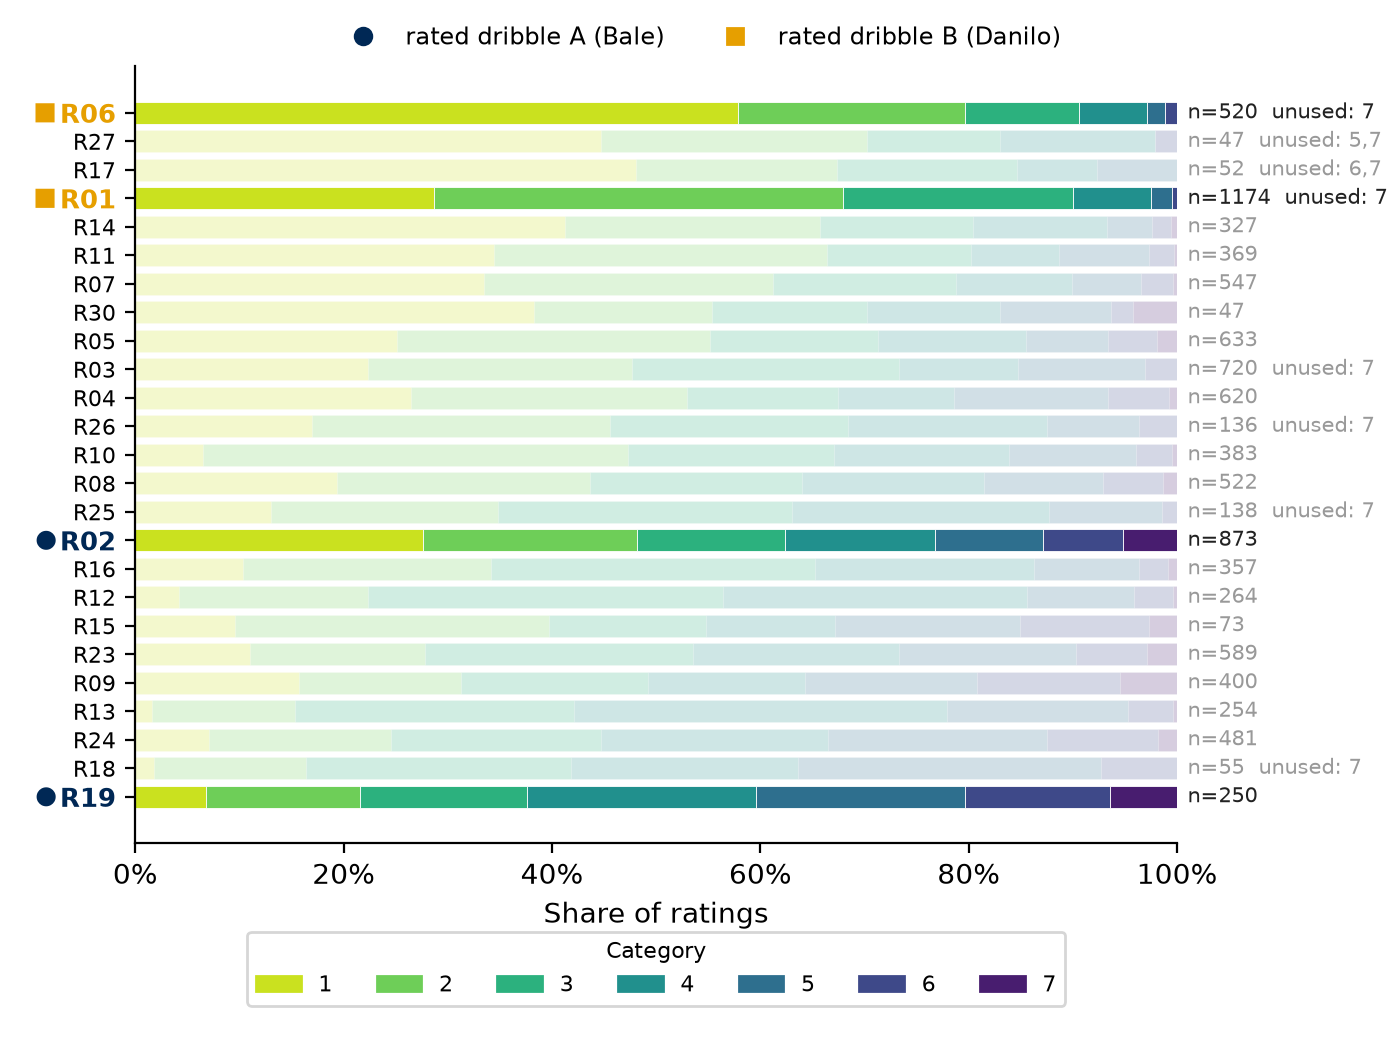 rated dribble A (Bale) rated dribble B (Danilo)
R06 n=520 unused: 7
R27 n=47 unused: 5,7
R17 n=52 unused: 6,7
R01 n=1174 unused: 7
R14 n=327
R11 n=369
R07 n=547
R30 n=47
R05 n=633
R03 n=720 unused: 7
R04 n=620
R26 n=136 unused: 7
R10 n=383
R08 n=522
R25 n=138 unused: 7
R02 n=873
R16 n=357
R12 n=264
R15 n=73
R23 n=589
R09 n=400
R13 n=254
R24 n=481
R18 n=55 unused: 7
R19 n=250
0% 20% 40% 60% 80% 100%
Share of ratings
Category
1 2 3 4 5 6 7